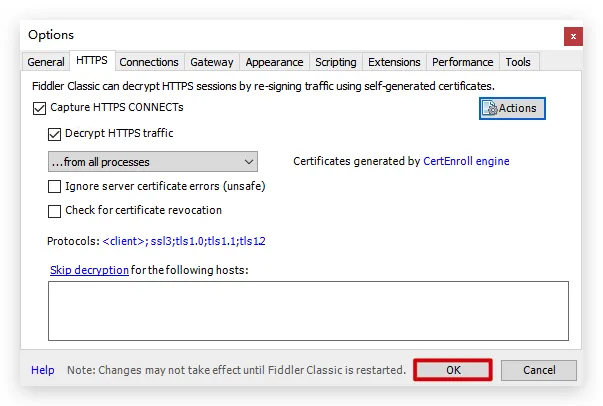 Options
x
General HTTPS Connections Gateway Appearance Scripting Extensions Performance Tools
Fiddler Classic can decrypt HTTPS sessions by re-signing traffic using self-generated certificates.
Capture HTTPS CONNECTs
Actions
Decrypt HTTPS traffic
...from all processes
Certificates generated by CertEnroll engine
Ignore server certificate errors (unsafe)
Check for certificate revocation
Protocols: <client>; ssl3;tls1.0;tls1.1;tls1.2
Skip decryption for the following hosts:
Help Note: Changes may not take effect until Fiddler Classic is restarted. OK Cancel